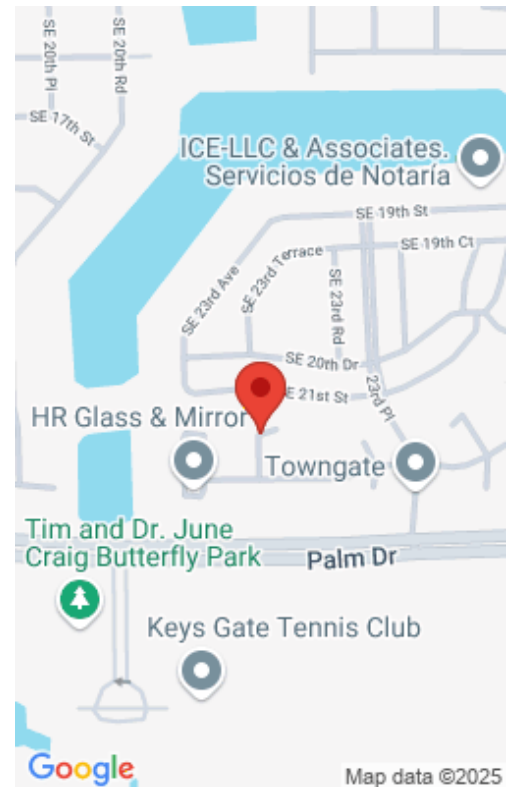 SE 20th Pl
SE 20th Rd
SE 17th St
ICE-LLC & Associates.
Servicios de Notaría
SE 19th St
SE 19th Ct
SE 23rd Ave
SE 23rd Terrace
SE 23rd Rd
SE 20th Dr
E 21st St
23rd Pl
HR Glass & Mirror
Towngate
Tim and Dr. June
Craig Butterfly Park
Palm Dr
Keys Gate Tennis Club
Google
Map data ©2025